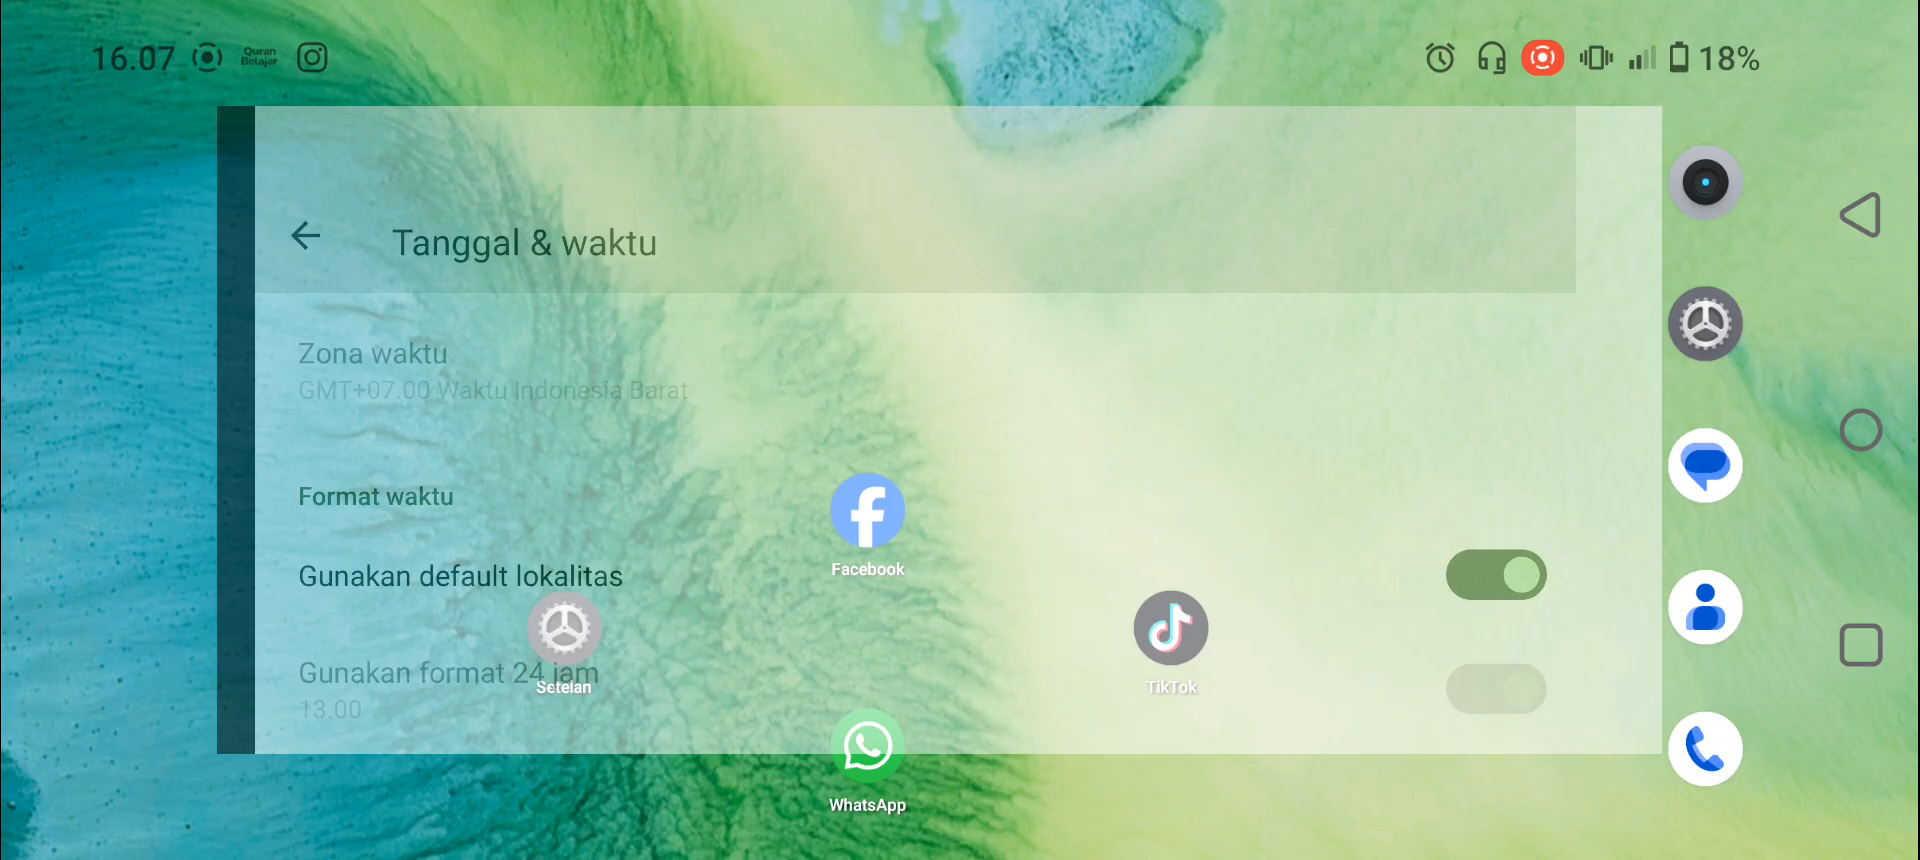 16.07
Quran
Belajar
18%
Tanggal & waktu
Zona waktu
GMT+07.00 Waktu Indonesia Barat
Format waktu
Facebook
Gunakan default lokalitas
Gunakan format 24 jam
13.00
Setelan
TikTok
WhatsApp